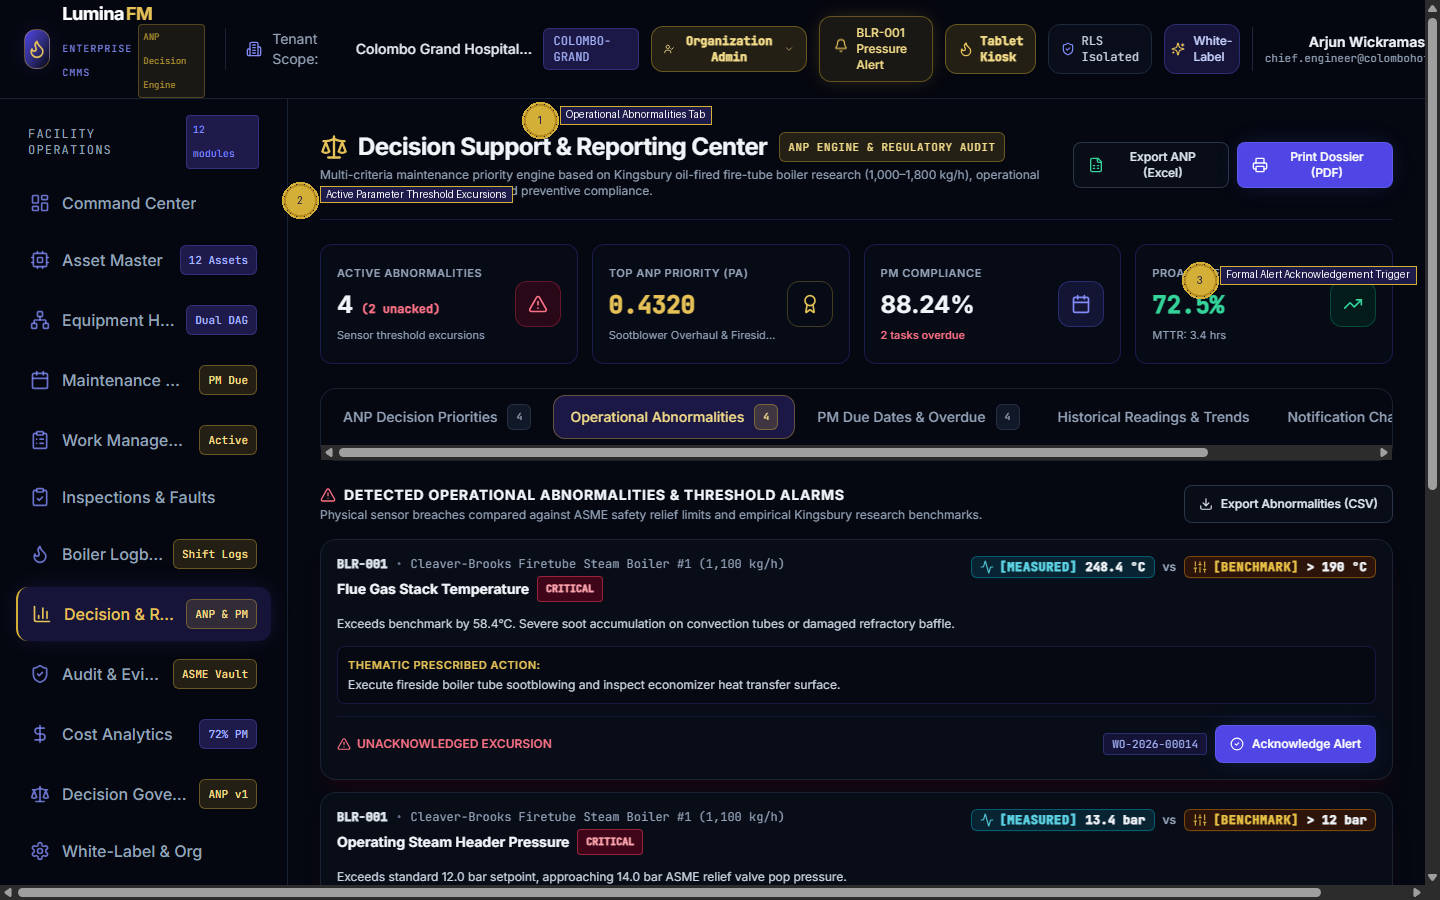 LuminaFM
ENTERPRISE
CMMS
ANP
Decision
Engine
Tenant
Scope:
Colombo Grand Hospital...
COLOMBO-
GRAND
Organization
Admin
BLR-001
Pressure
Alert
Tablet
Kiosk
RLS
Isolated
White-
Label
Arjun Wickramas
chief.engineer@colomboho
FACILITY
OPERATIONS
12
modules
Command Center
Asset Master
12 Assets
Equipment H...
Dual DAG
Maintenance ...
PM Due
Work Manage...
Active
Inspections & Faults
Boiler Logb...
Shift Logs
Decision & R...
ANP & PM
Audit & Evi...
ASME Vault
Cost Analytics
72% PM
Decision Gove...
ANP v1
White-Label & Org
1
Operational Abnormalities Tab
Decision Support & Reporting Center
ANP ENGINE & REGULATORY AUDIT
Multi-criteria maintenance priority engine based on Kingsbury oil-fired fire-tube boiler research (1,000–1,800 kg/h), operational
2
Active Parameter Threshold Excursions
preventive compliance.
Export ANP
(Excel)
Print Dossier
(PDF)
ACTIVE ABNORMALITIES
4 (2 unacked)
Sensor threshold excursions
TOP ANP PRIORITY (PA)
0.4320
Sootblower Overhaul & Firesid...
PM COMPLIANCE
88.24%
2 tasks overdue
3
Formal Alert Acknowledgement Trigger
72.5%
MTTR: 3.4 hrs
ANP Decision Priorities 4
Operational Abnormalities 4
PM Due Dates & Overdue 4
Historical Readings & Trends
Notification Cha
DETECTED OPERATIONAL ABNORMALITIES & THRESHOLD ALARMS
Physical sensor breaches compared against ASME safety relief limits and empirical Kingsbury research benchmarks.
Export Abnormalities (CSV)
BLR-001 • Cleaver-Brooks Firetube Steam Boiler #1 (1,100 kg/h)
[MEASURED] 248.4 °C vs [BENCHMARK] > 190 °C
Flue Gas Stack Temperature CRITICAL
Exceeds benchmark by 58.4°C. Severe soot accumulation on convection tubes or damaged refractory baffle.
THEMATIC PRESCRIBED ACTION:
Execute fireside boiler tube sootblowing and inspect economizer heat transfer surface.
UNACKNOWLEDGED EXCURSION
WO-2026-00014
Acknowledge Alert
BLR-001 • Cleaver-Brooks Firetube Steam Boiler #1 (1,100 kg/h)
[MEASURED] 13.4 bar vs [BENCHMARK] > 12 bar
Operating Steam Header Pressure CRITICAL
Exceeds standard 12.0 bar setpoint, approaching 14.0 bar ASME relief valve pop pressure.